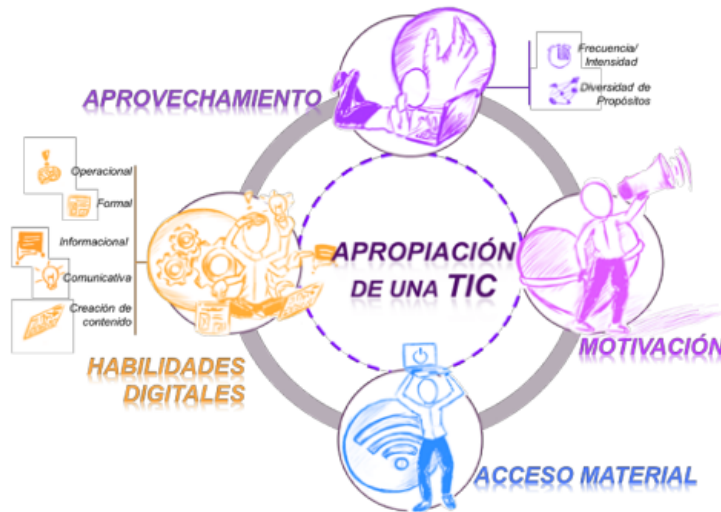 Frecuencia/
Intensidad
Diversidad de
Propósitos
APROVECHAMIENTO
Operacional
Formal
Informacional
Comunicativa
Creación de
contenido
APROPIACIÓN
DE UNA TIC
MOTIVACIÓN
HABILIDADES
DIGITALES
ACCESO MATERIAL